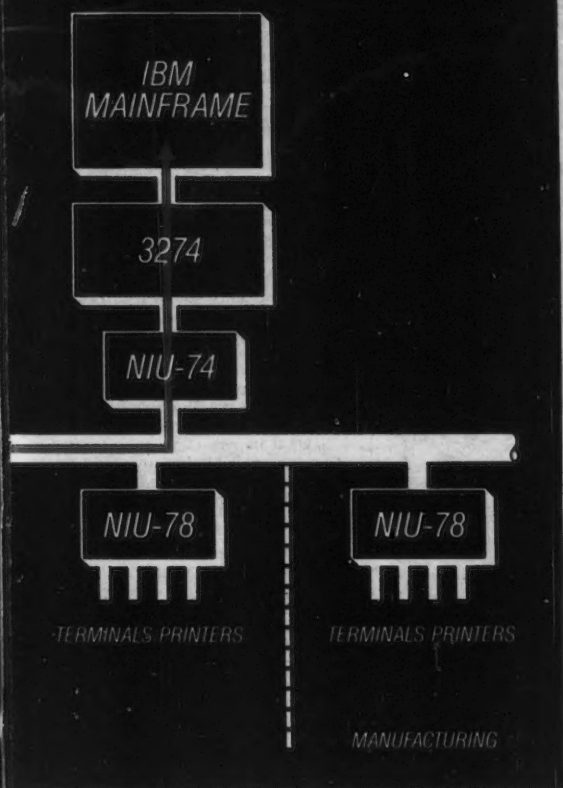 IBM
MAINFRAME
3274
NIU-74
NIU-78
NIU-78
TERMINALS PRINTERS
TERMINALS PRINTERS
MANUFACTURING